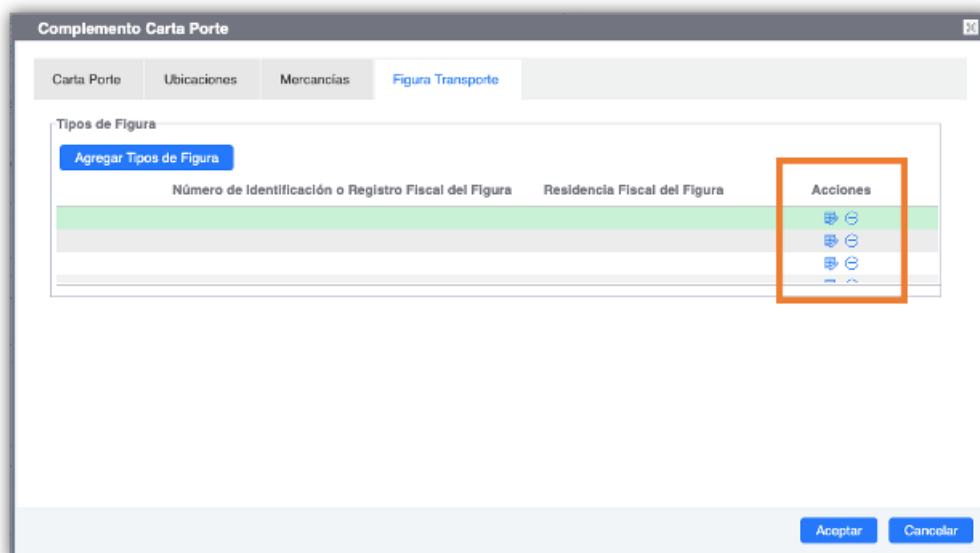 Complemento Carta Porte
Carta Porte Ubicaciones Mercancías Figura Transporte
Tipos de Figura
Agregar Tipos de Figura
Número de Identificación o Registro Fiscal del Figura Residencia Fiscal del Figura Acciones
Aceptar Cancelar